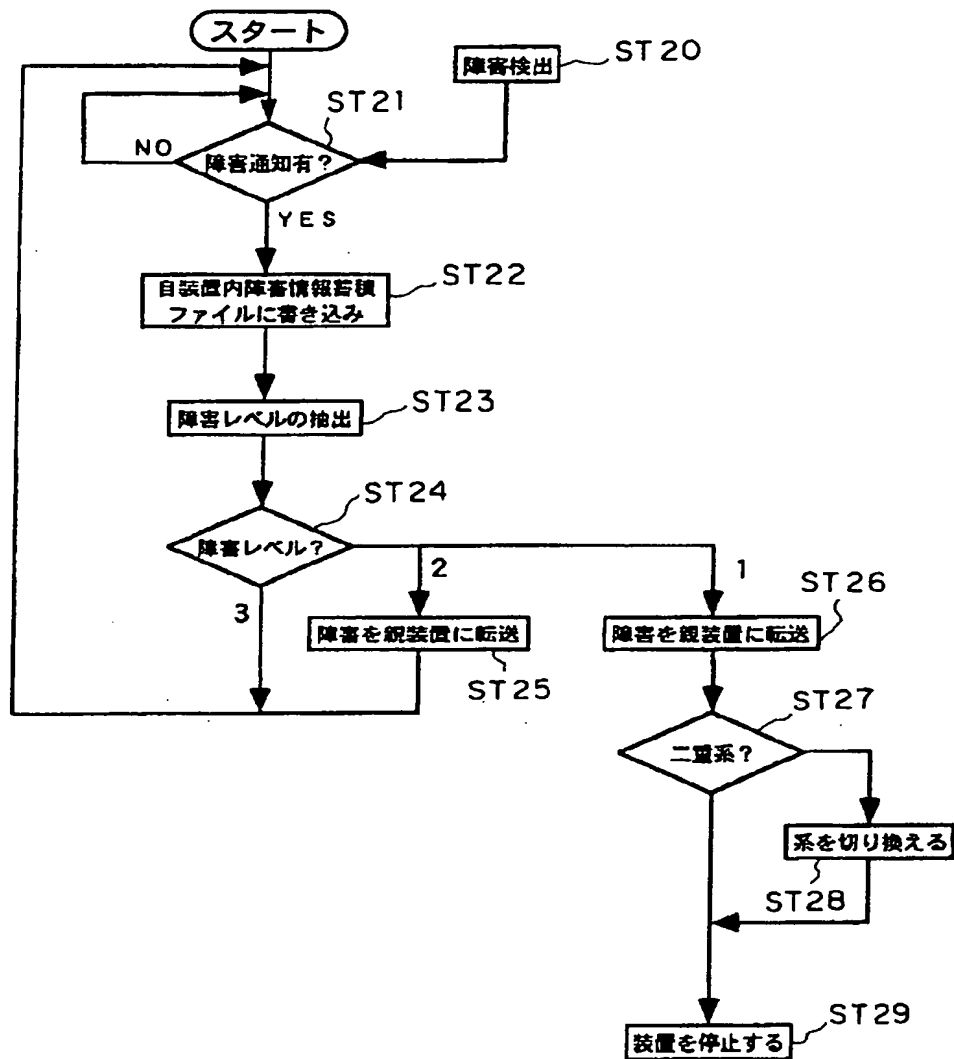 スタート
障害検出
ST20
ST21
障害通知有？
NO
YES
自装置内障害情報蓄積
ファイルに書き込み
ST22
障害レベルの抽出
ST23
ST24
障害レベル？
3
2
1
障害を親装置に転送
ST25
ST26
障害を親装置に転送
ST27
二重系？
系を切り換える
ST28
装置を停止する
ST29